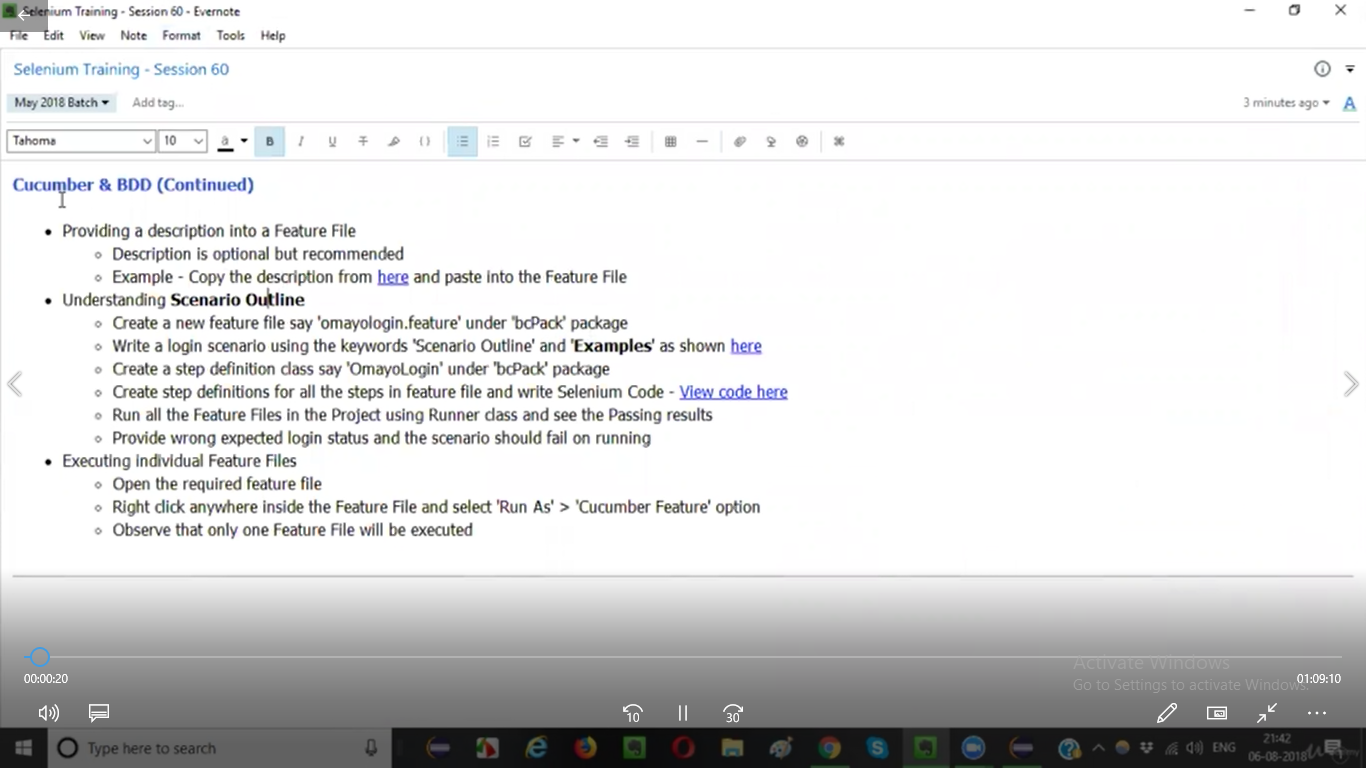 Selenium Training - Session 60 - Evernote
File Edit View Note Format Tools Help
Selenium Training - Session 60
May 2018 Batch Add tag... 3 minutes ago
Tahoma 10
Cucumber & BDD (Continued)
• Providing a description into a Feature File
◦ Description is optional but recommended
◦ Example - Copy the description from here and paste into the Feature File
• Understanding Scenario Outline
◦ Create a new feature file say 'omayologin.feature' under 'bcPack' package
◦ Write a login scenario using the keywords 'Scenario Outline' and 'Examples' as shown here
◦ Create a step definition class say 'OmayoLogin' under 'bcPack' package
◦ Create step definitions for all the steps in feature file and write Selenium Code - View code here
◦ Run all the Feature Files in the Project using Runner class and see the Passing results
◦ Provide wrong expected login status and the scenario should fail on running
• Executing individual Feature Files
◦ Open the required feature file
◦ Right click anywhere inside the Feature File and select 'Run As' > 'Cucumber Feature' option
◦ Observe that only one Feature File will be executed
Activate Windows
Go to Settings to activate Windows.
00:00:20 01:09:10
10 30
Type here to search ENG 21:42
06-08-2018